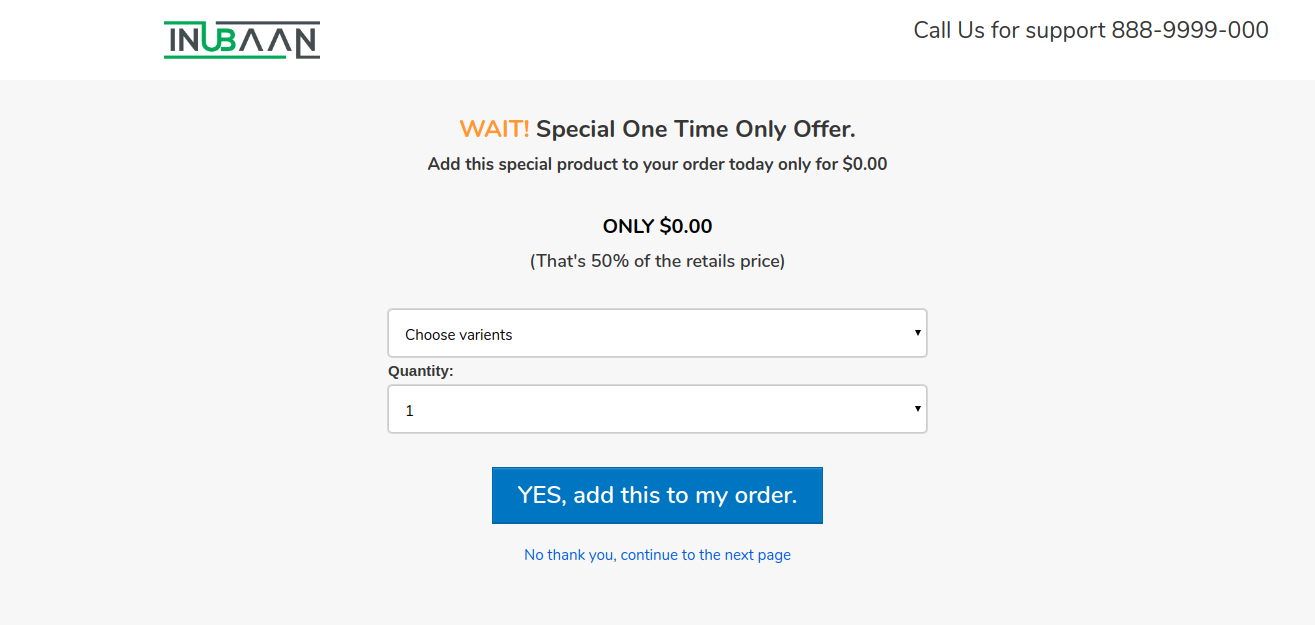 INUBAAN
Call Us for support 888-9999-000
WAIT! Special One Time Only Offer.
Add this special product to your order today only for $0.00
ONLY $0.00
(That's 50% of the retails price)
Choose varients
Quantity:
1
YES, add this to my order.
No thank you, continue to the next page